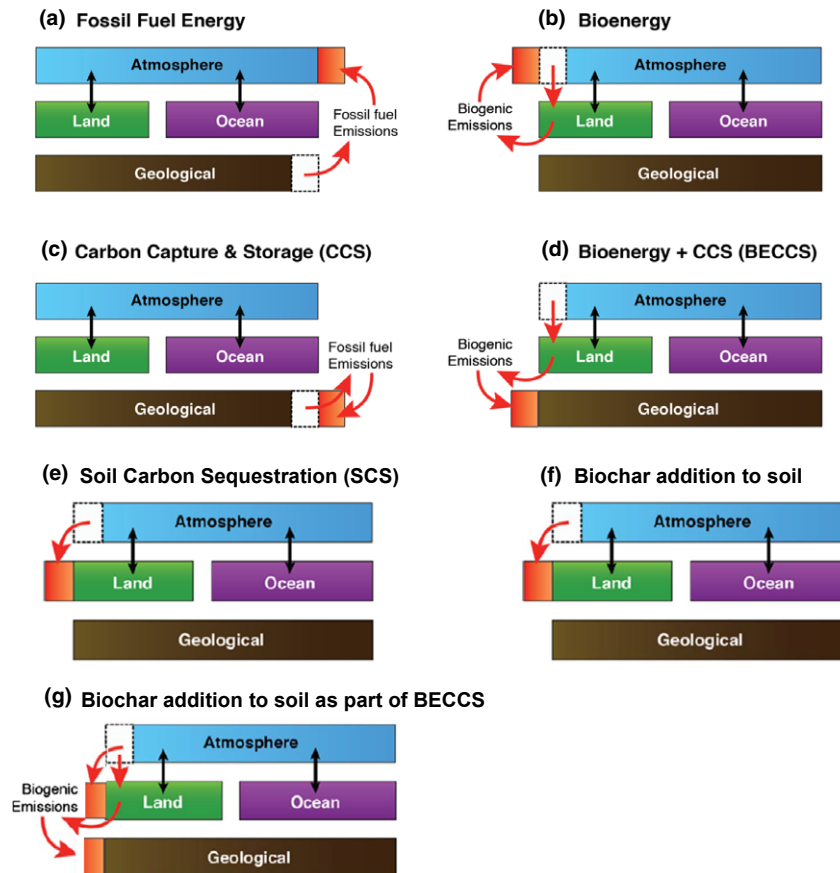 (a) Fossil Fuel Energy
Atmosphere
Land
Ocean
Fossil fuel
Emissions
Geological
(b) Bioenergy
Atmosphere
Biogenic
Emissions
Land
Ocean
Geological
(c) Carbon Capture & Storage (CCS)
Atmosphere
Land
Ocean
Fossil fuel
Emissions
Geological
(d) Bioenergy + CCS (BECCS)
Atmosphere
Biogenic
Emissions
Land
Ocean
Geological
(e) Soil Carbon Sequestration (SCS)
Atmosphere
Land
Ocean
Geological
(f) Biochar addition to soil
Atmosphere
Land
Ocean
Geological
(g) Biochar addition to soil as part of BECCS
Atmosphere
Biogenic
Emissions
Land
Ocean
Geological